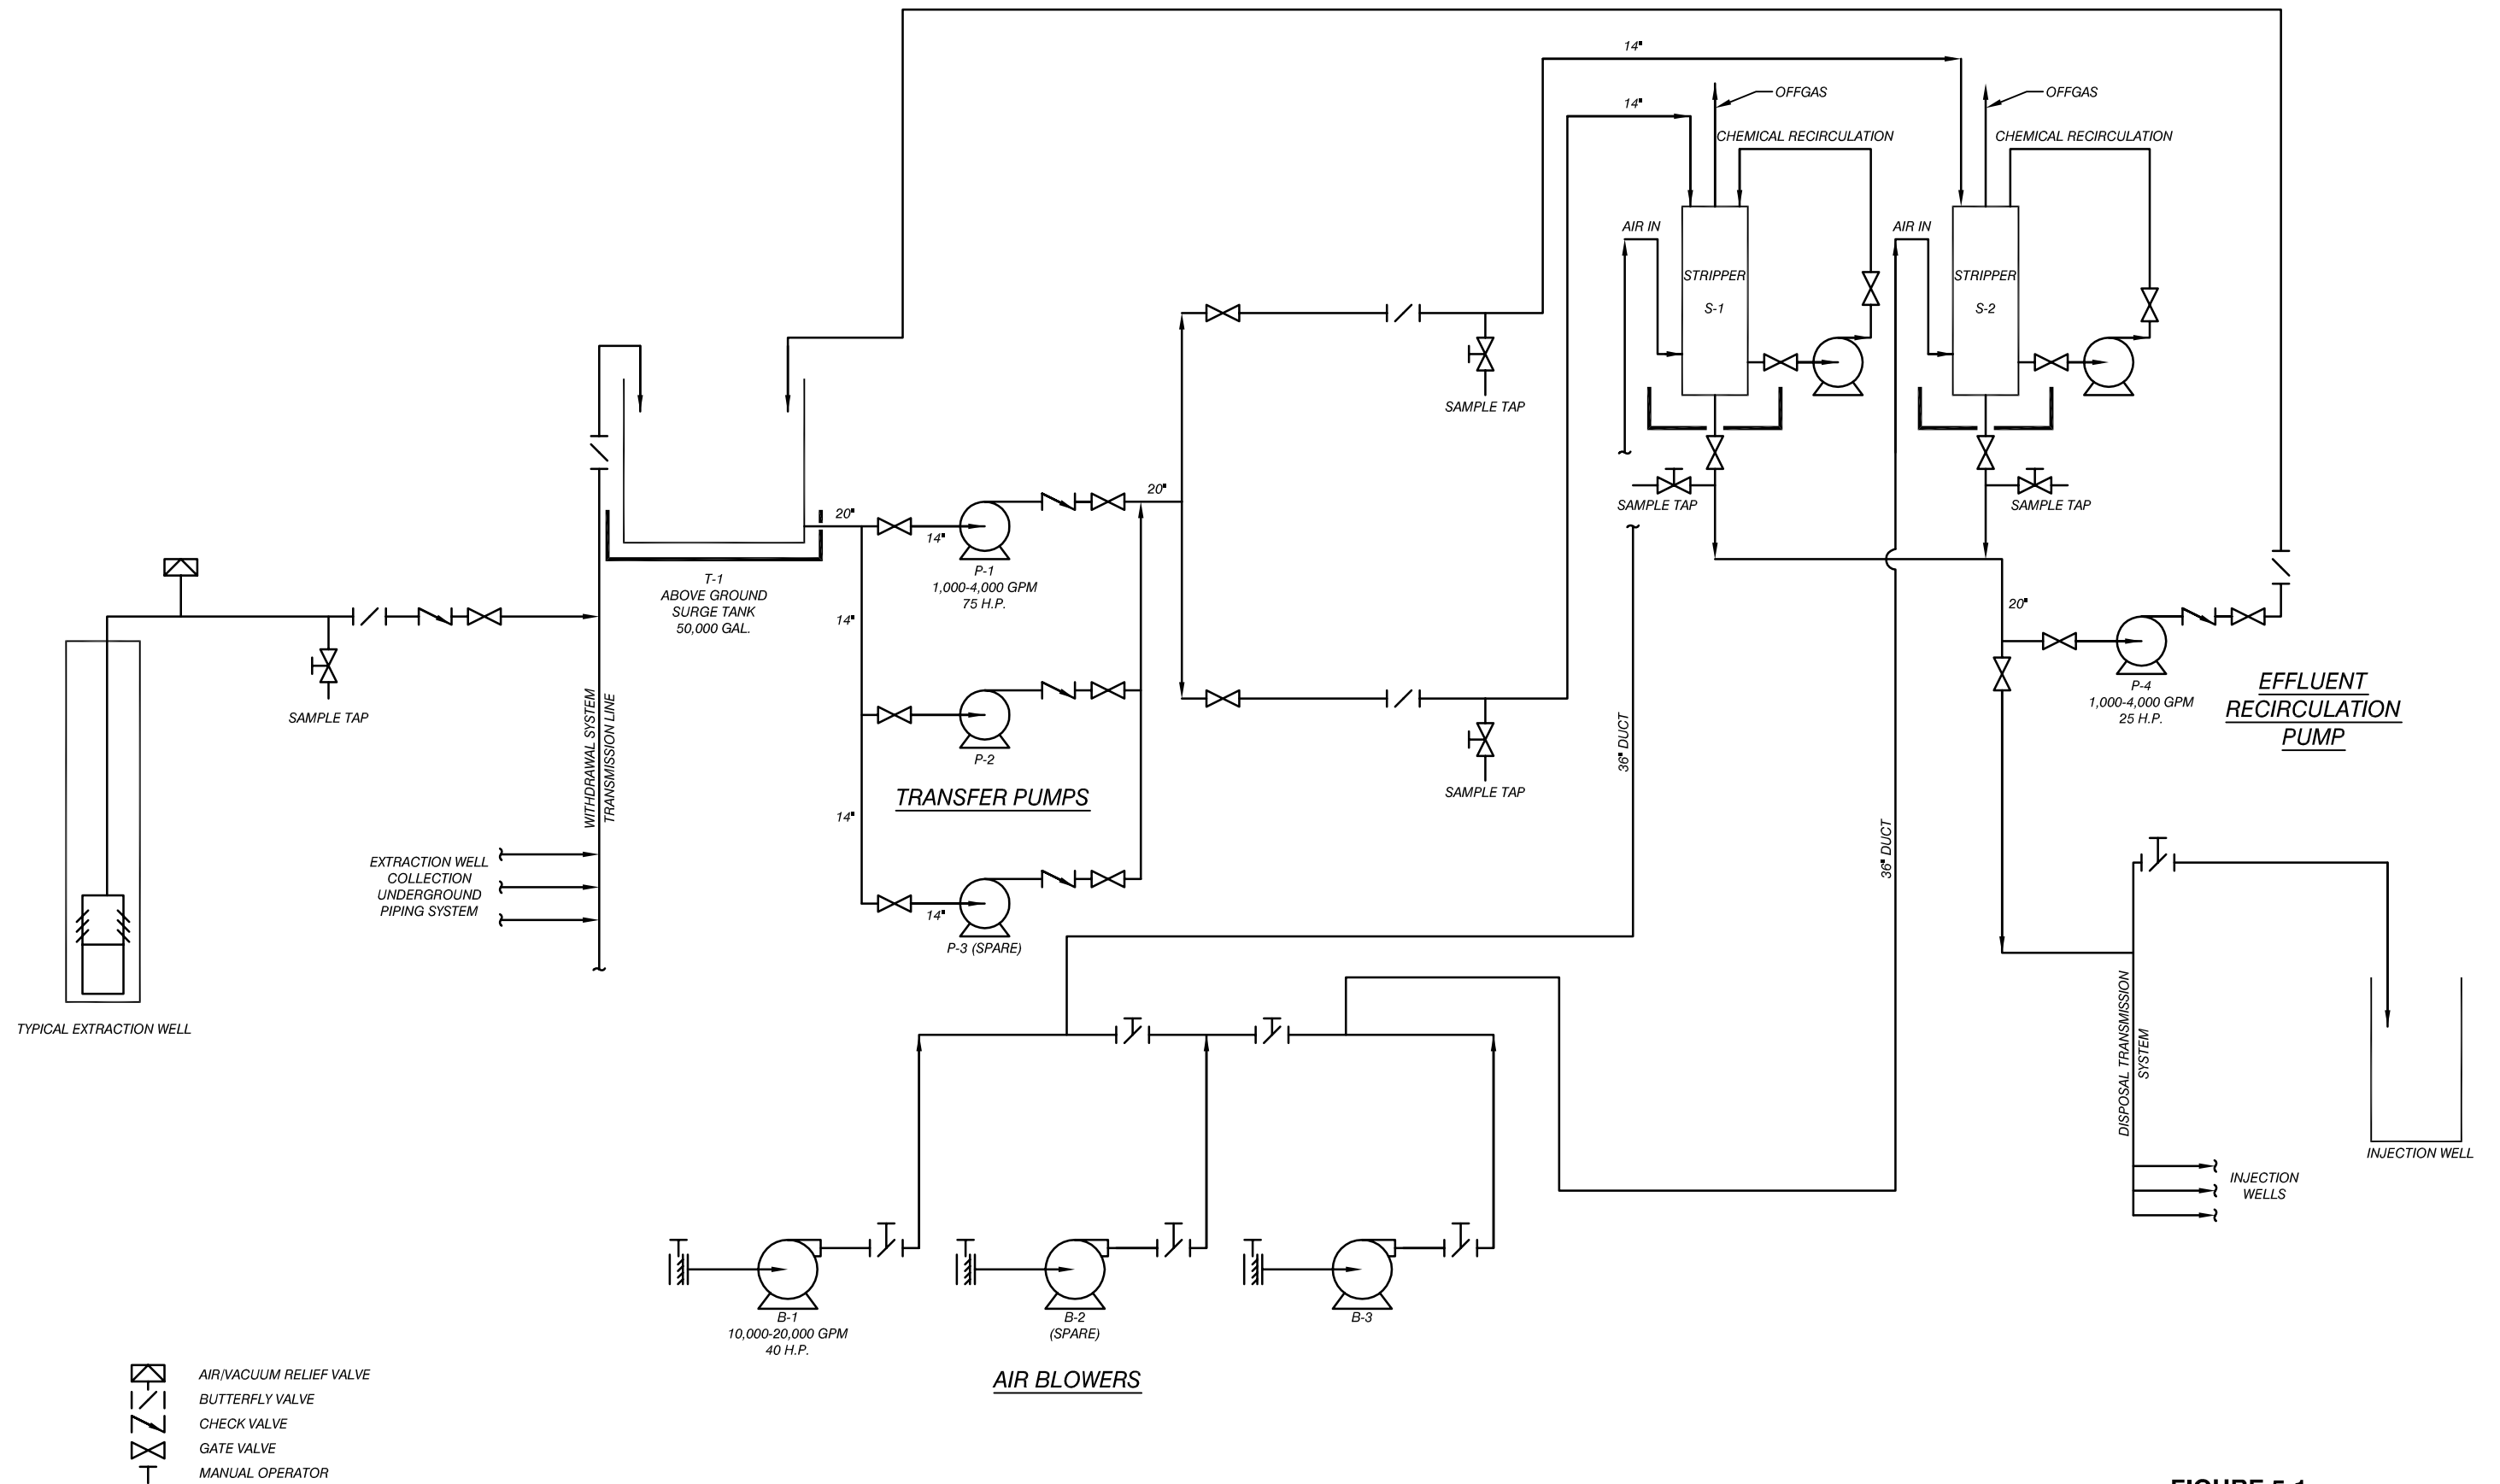 14"
14"
OFFGAS
OFFGAS
CHEMICAL RECIRCULATION
CHEMICAL RECIRCULATION
AIR IN
AIR IN
STRIPPER
S-1
STRIPPER
S-2
SAMPLE TAP
SAMPLE TAP
SAMPLE TAP
20"
14"
20"
T-1
ABOVE GROUND
SURGE TANK
50,000 GAL.
P-1
1,000-4,000 GPM
75 H.P.
14"
20"
P-4
1,000-4,000 GPM
25 H.P.
EFFLUENT
RECIRCULATION
PUMP
SAMPLE TAP
WITHDRAWAL SYSTEM
TRANSMISSION LINE
P-2
TRANSFER PUMPS
SAMPLE TAP
36" DUCT
36" DUCT
14"
EXTRACTION WELL
COLLECTION
UNDERGROUND
PIPING SYSTEM
14"
P-3 (SPARE)
TYPICAL EXTRACTION WELL
DISPOSAL TRANSMISSION
SYSTEM
INJECTION WELL
INJECTION
WELLS
B-1
10,000-20,000 GPM
40 H.P.
B-2
(SPARE)
B-3
AIR BLOWERS
AIR/VACUUM RELIEF VALVE
BUTTERFLY VALVE
CHECK VALVE
GATE VALVE
MANUAL OPERATOR